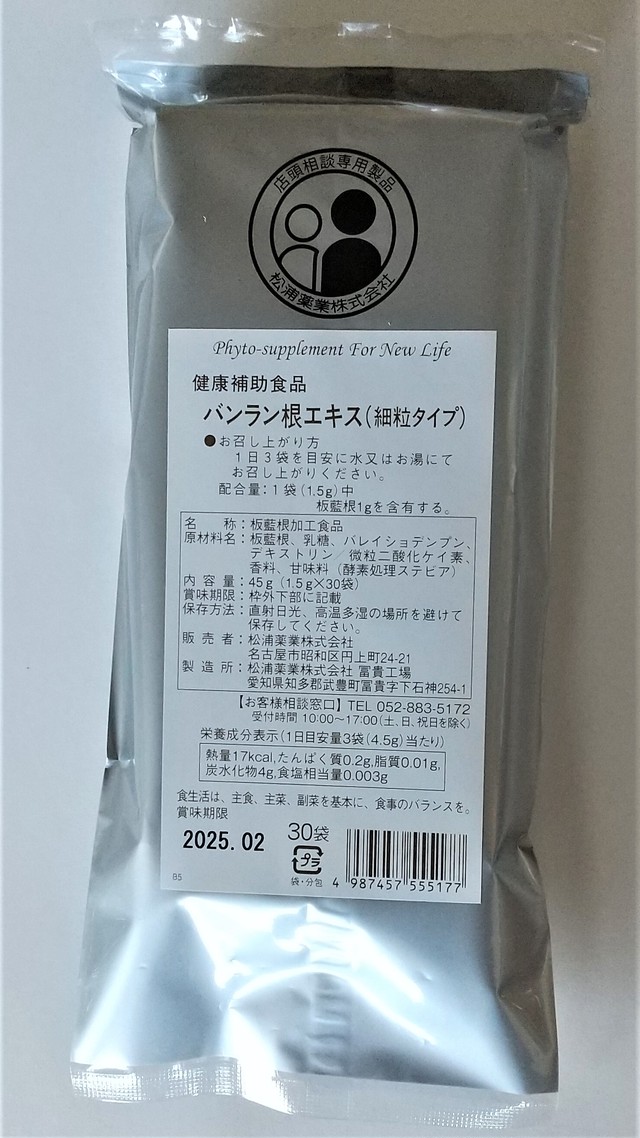 店頭相談専用製品
松浦薬業株式会社
Phyto-supplement For New Life
健康補助食品
バンラン根エキス(細粒タイプ)
●お召し上がり方
1日3袋を目安に水又はお湯にて
お召し上がりください。
配合量:1袋(1.5g)中
板藍根1gを含有する。
名 称:板藍根加工食品
原材料名:板藍根、乳糖、バレイショデンプン、
デキストリン/微粒二酸化ケイ素、
香料、甘味料(酵素処理ステビア)
内容量:45g(1.5g×30袋)
賞味期限:枠外下部に記載
保存方法:直射日光、高温多湿の場所を避けて
保存してください。
販売者:松浦薬業株式会社
名古屋市昭和区円上町24-21
製造所:松浦薬業株式会社 冨貴工場
愛知県知多郡武豊町冨貴字下石神254-1
【お客様相談窓口】TEL 052-883-5172
受付時間 10:00~17:00(土、日、祝日を除く)
栄養成分表示(1日目安量3袋(4.5g)当たり)
熱量17kcal,たんぱく質0.2g,脂質0.01g,
炭水化物4g,食塩相当量0.003g
食生活は、主食、主菜、副菜を基本に、食事のバランスを。
賞味期限
2025.02
30袋
プラ
袋・分包
4 987457 555177
B5